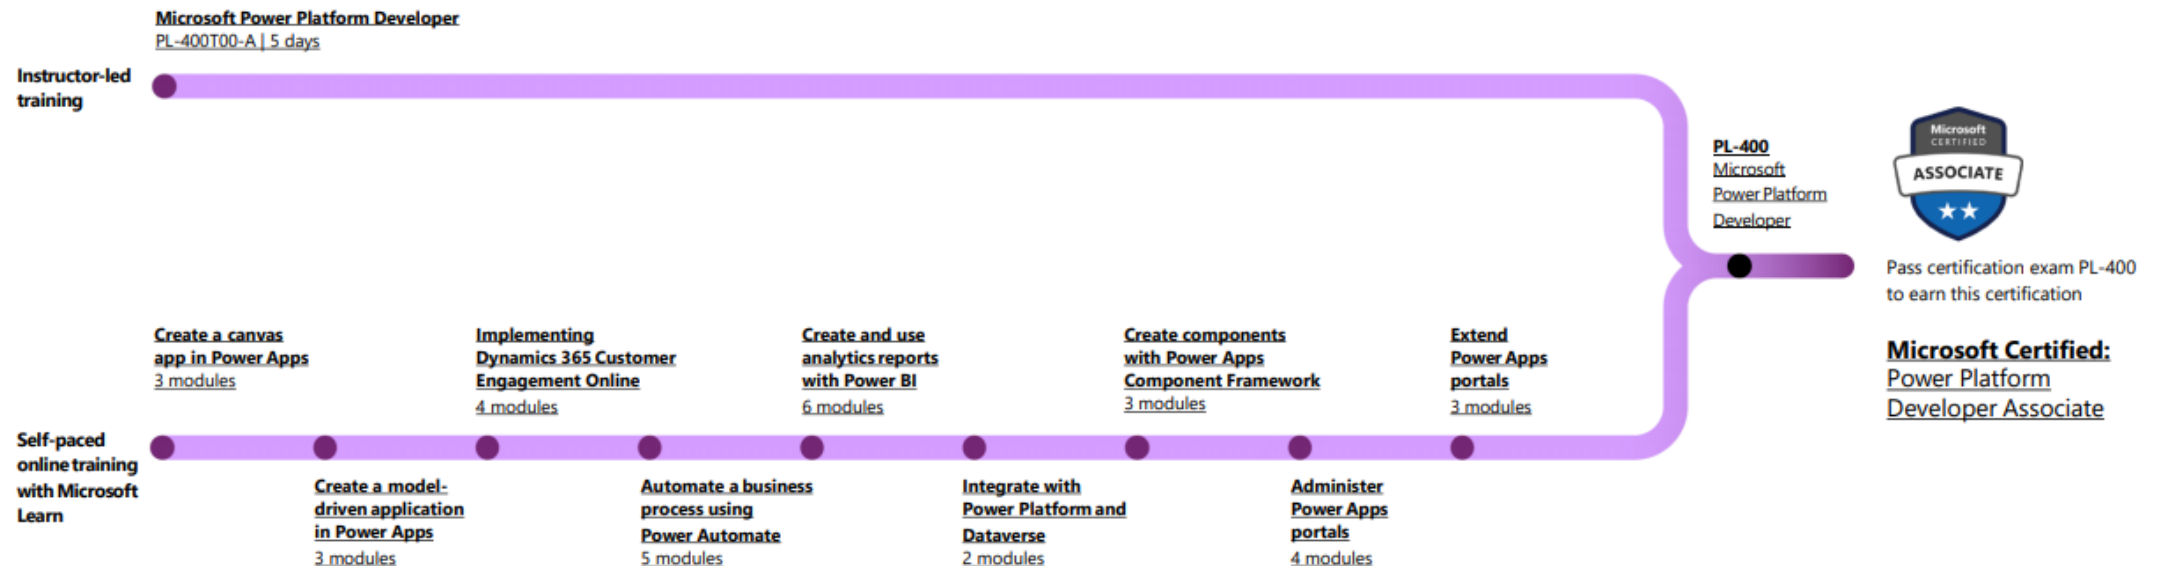 Microsoft Power Platform Developer
PL-400T00-A | 5 days
Instructor-led
training
PL-400
Microsoft
Power Platform
Developer
Microsoft
CERTIFIED
ASSOCIATE
Pass certification exam PL-400
to earn this certification
Microsoft Certified:
Power Platform
Developer Associate
Self-paced
online training
with Microsoft
Learn
Create a canvas
app in Power Apps
3 modules
Create a model-
driven application
in Power Apps
3 modules
Implementing
Dynamics 365 Customer
Engagement Online
4 modules
Automate a business
process using
Power Automate
5 modules
Create and use
analytics reports
with Power BI
6 modules
Integrate with
Power Platform and
Dataverse
2 modules
Create components
with Power Apps
Component Framework
3 modules
Administer
Power Apps
portals
4 modules
Extend
Power Apps
portals
3 modules